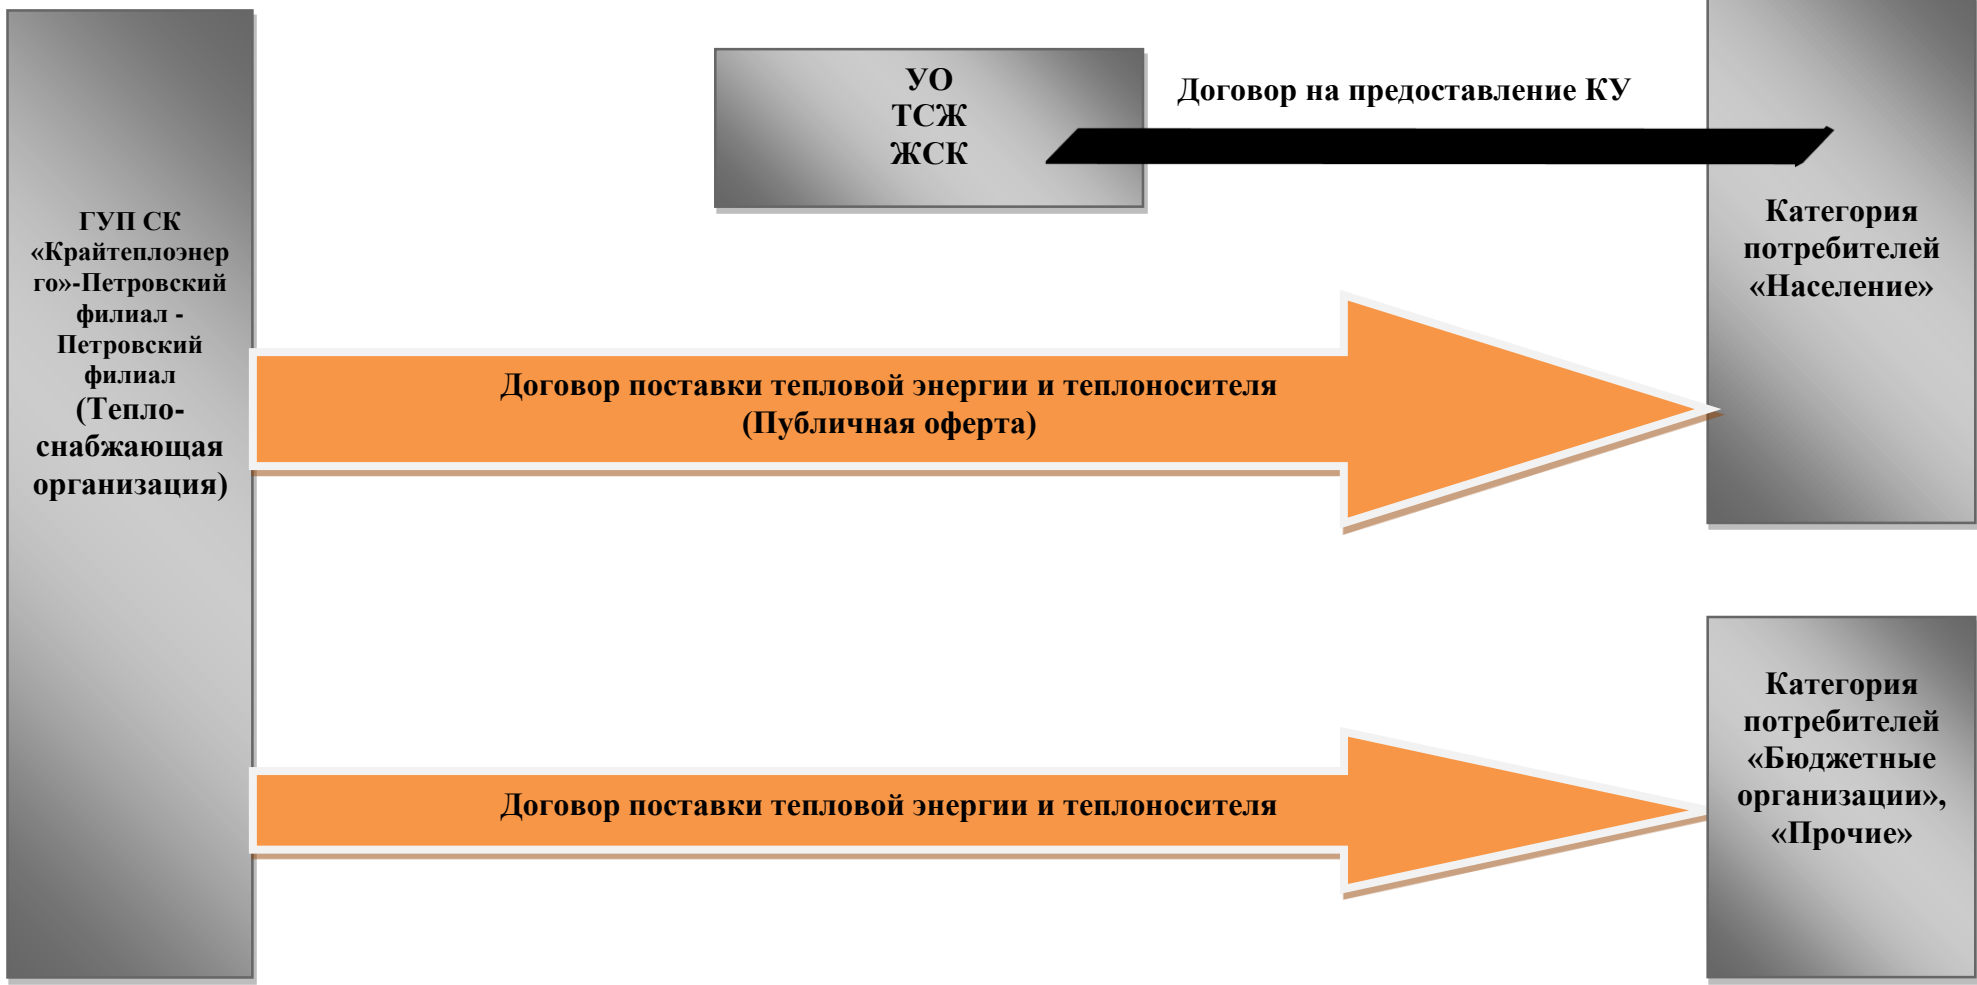 ГУП СК
«Крайтеплоэнер
го»-Петровский
филиал -
Петровский
филиал
(Тепло-
снабжающая
организация)
УО
ТСЖ
ЖСК
Договор на предоставление КУ
Категория
потребителей
«Население»
Договор поставки тепловой энергии и теплоносителя
(Публичная оферта)
Договор поставки тепловой энергии и теплоносителя
Категория
потребителей
«Бюджетные
организации»,
«Прочие»